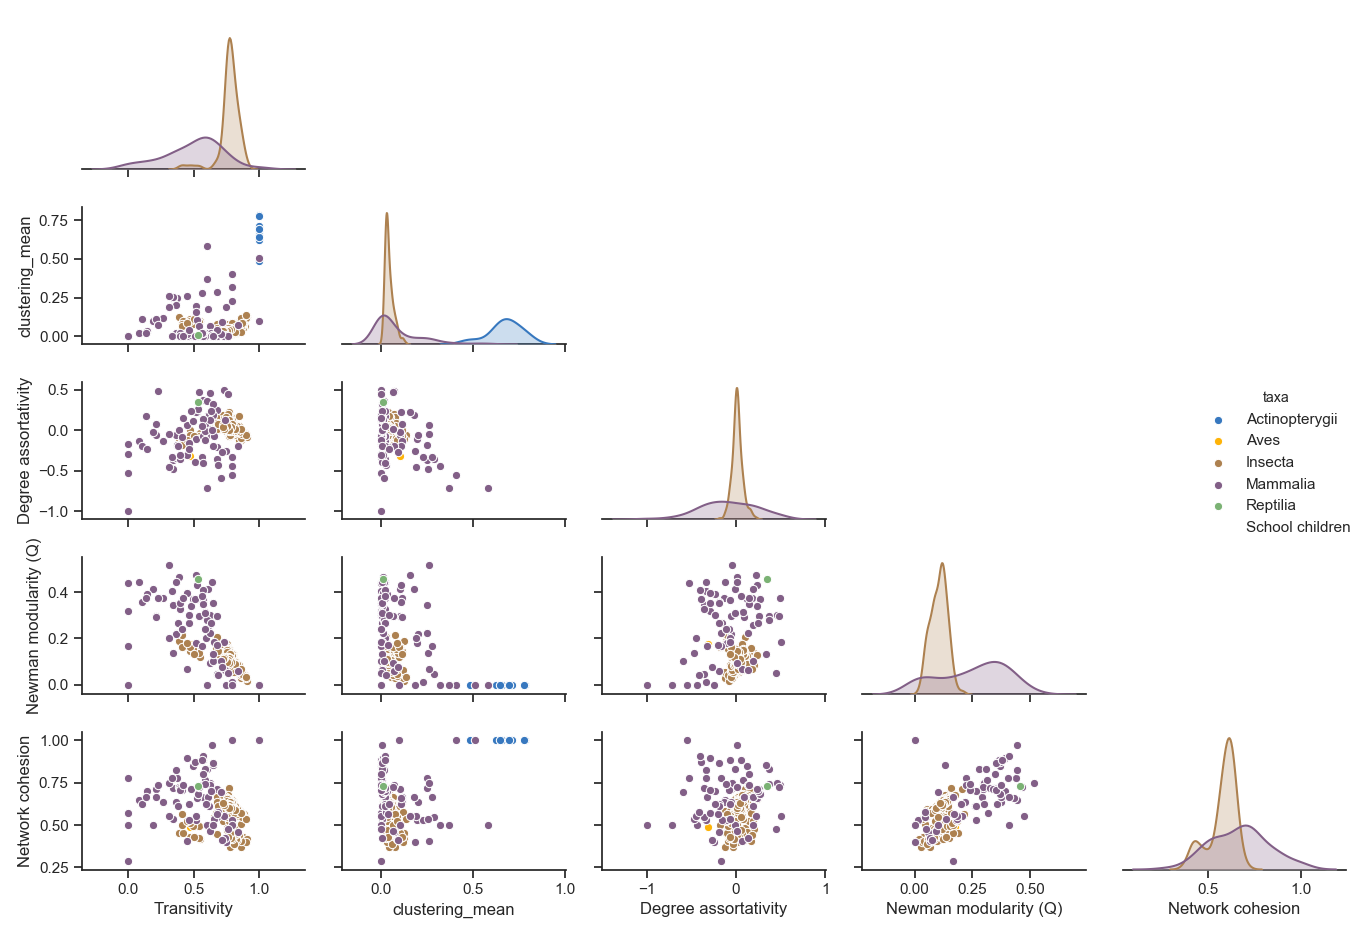 clustering_mean
0.75
0.50
0.25
0.00
Degree assortativity
0.5
0.0
−0.5
−1.0
taxa
Actinopterygii
Aves
Insecta
Mammalia
Reptilia
School children
Newman modularity (Q)
0.4
0.2
0.0
Network cohesion
1.00
0.75
0.50
0.25
0.0 0.5 1.0
Transitivity
0.0 0.5 1.0
clustering_mean
−1 0 1
Degree assortativity
0.00 0.25 0.50
Newman modularity (Q)
0.5 1.0
Network cohesion